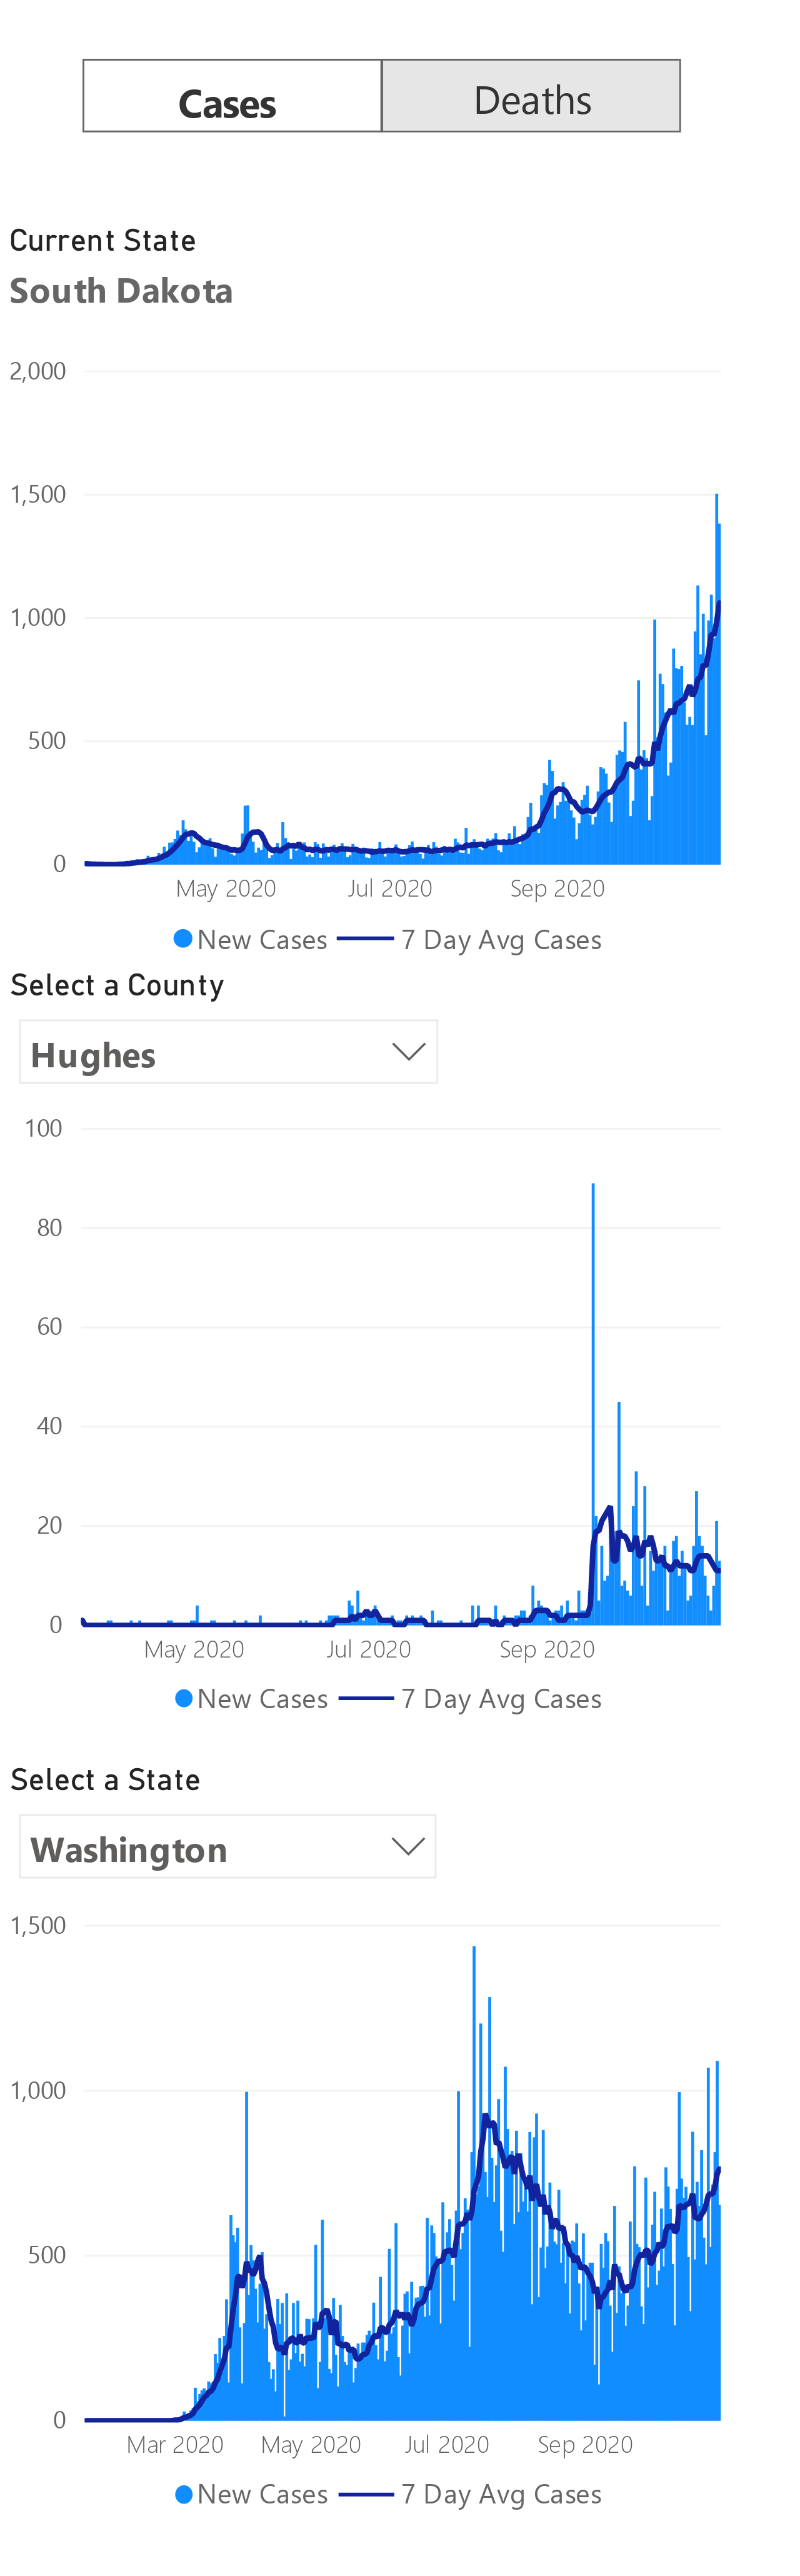 Cases Deaths
Current State
South Dakota
2,000
1,500
1,000
500
0
May 2020 Jul 2020 Sep 2020
New Cases 7 Day Avg Cases
Select a County
Hughes
100
80
60
40
20
0
May 2020 Jul 2020 Sep 2020
New Cases 7 Day Avg Cases
Select a State
Washington
1,500
1,000
500
0
Mar 2020 May 2020 Jul 2020 Sep 2020
New Cases 7 Day Avg Cases